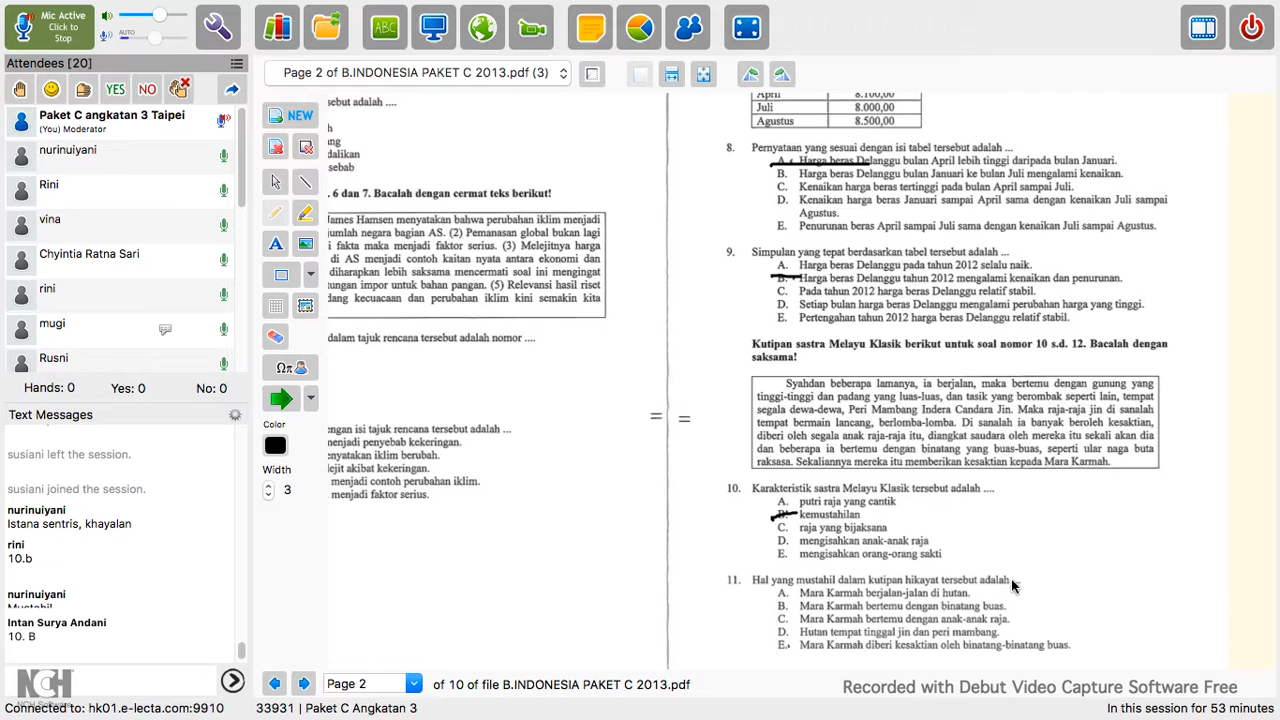 Mic Active
Click to
Stop
AUTO
ABC
Attendees [20]
YES
NO
Page 2 of B.INDONESIA PAKET C 2013.pdf (3)
Paket C angkatan 3 Taipei
(You) Moderator
nurinuiyani
Rini
vina
Chyintia Ratna Sari
rini
mugi
Rusni
Hands: 0 Yes: 0 No: 0
Text Messages
susiani left the session.
susiani joined the session.
nurinuiyani
Istana sentris, khayalan
rini
10.b
nurinuiyani
Mustahil
Intan Surya Andani
10. B
NCH
NCH Software
NEW
A
Ωπ
Color
Width
3
sebut adalah ....
h
ng
dalikan
sebab
. 6 dan 7. Bacalah dengan cermat teks berikut!
James Hamsen menyatakan bahwa perubahan iklim menjadi
jumlah negara bagian AS. (2) Pemanasan global bukan lagi
i fakta maka menjadi faktor serius. (3) Melejitnya harga
di AS menjadi contoh kaitan nyata antara ekonomi dan
diharapkan lebih saksama mencermati soal ini mengingat
tungan impor untuk bahan pangan. (5) Relevansi hasil riset
dang kecuacaan dan perubahan iklim kini semakin kita
dalam tajuk rencana tersebut adalah nomor ....
engan isi tajuk rencana tersebut adalah ...
menjadi penyebab kekeringan.
enyatakan iklim berubah.
lejit akibat kekeringan.
menjadi contoh perubahan iklim.
menjadi faktor serius.
= =
April 8.100,00
Juli 8.000,00
Agustus 8.500,00
8. Pernyataan yang sesuai dengan isi tabel tersebut adalah ...
A. Harga beras Delanggu bulan April lebih tinggi daripada bulan Januari.
B. Harga beras Delanggu bulan Januari ke bulan Juli mengalami kenaikan.
C. Kenaikan harga beras tertinggi pada bulan April sampai Juli.
D. Kenaikan harga beras Januari sampai April sama dengan kenaikan Juli sampai
Agustus.
E. Penurunan beras April sampai Juli sama dengan kenaikan Juli sampai Agustus.
9. Simpulan yang tepat berdasarkan tabel tersebut adalah ...
A. Harga beras Delanggu pada tahun 2012 selalu naik.
B. Harga beras Delanggu tahun 2012 mengalami kenaikan dan penurunan.
C. Pada tahun 2012 harga beras Delanggu relatif stabil.
D. Setiap bulan harga beras Delanggu mengalami perubahan harga yang tinggi.
E. Pertengahan tahun 2012 harga beras Delanggu relatif stabil.
Kutipan sastra Melayu Klasik berikut untuk soal nomor 10 s.d. 12. Bacalah dengan
saksama!
Syahdan beberapa lamanya, ia berjalan, maka bertemu dengan gunung yang
tinggi-tinggi dan padang yang luas-luas, dan tasik yang berombak seperti lain, tempat
segala dewa-dewa, Peri Mambang Indera Candara Jin. Maka raja-raja jin di sanalah
tempat bermain lancang, berlomba-lomba. Di sanalah ia banyak beroleh kesaktian,
diberi oleh segala anak raja-raja itu, diangkat saudara oleh mereka itu sekali akan dia
dan beberapa ia bertemu dengan binatang yang buas-buas, seperti ular naga buta
raksasa. Sekaliannya mereka itu memberikan kesaktian kepada Mara Karmah.
10. Karakteristik sastra Melayu Klasik tersebut adalah ....
A. putri raja yang cantik
B. kemustahilan
C. raja yang bijaksana
D. mengisahkan anak-anak raja
E. mengisahkan orang-orang sakti
11. Hal yang mustahil dalam kutipan hikayat tersebut adalah
A. Mara Karmah berjalan-jalan di hutan.
B. Mara Karmah bertemu dengan binatang buas.
C. Mara Karmah bertemu dengan anak-anak raja.
D. Hutan tempat tinggal jin dan peri mambang.
E. Mara Karmah diberi kesaktian oleh binatang-binatang buas.
Page 2 of 10 of file B.INDONESIA PAKET C 2013.pdf
Recorded with Debut Video Capture Software Free
Connected to: hk01.e-lecta.com:9910
33931 | Paket C Angkatan 3
In this session for 53 minutes